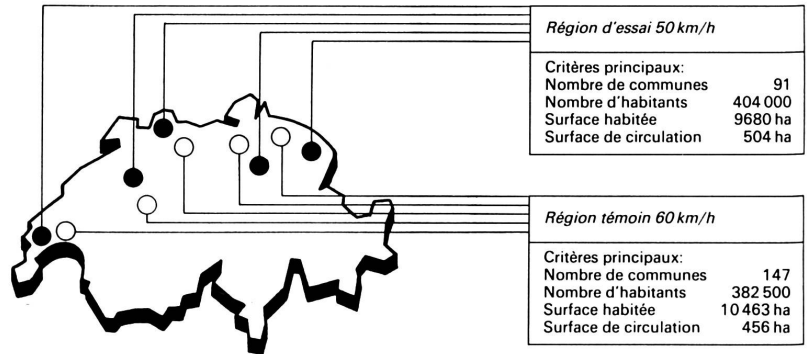 Région d'essai 50 km/h
Critères principaux:
Nombre de communes 91
Nombre d'habitants 404 000
Surface habitée 9680 ha
Surface de circulation 504 ha
Région témoin 60 km/h
Critères principaux:
Nombre de communes 147
Nombre d'habitants 382 500
Surface habitée 10 463 ha
Surface de circulation 456 ha